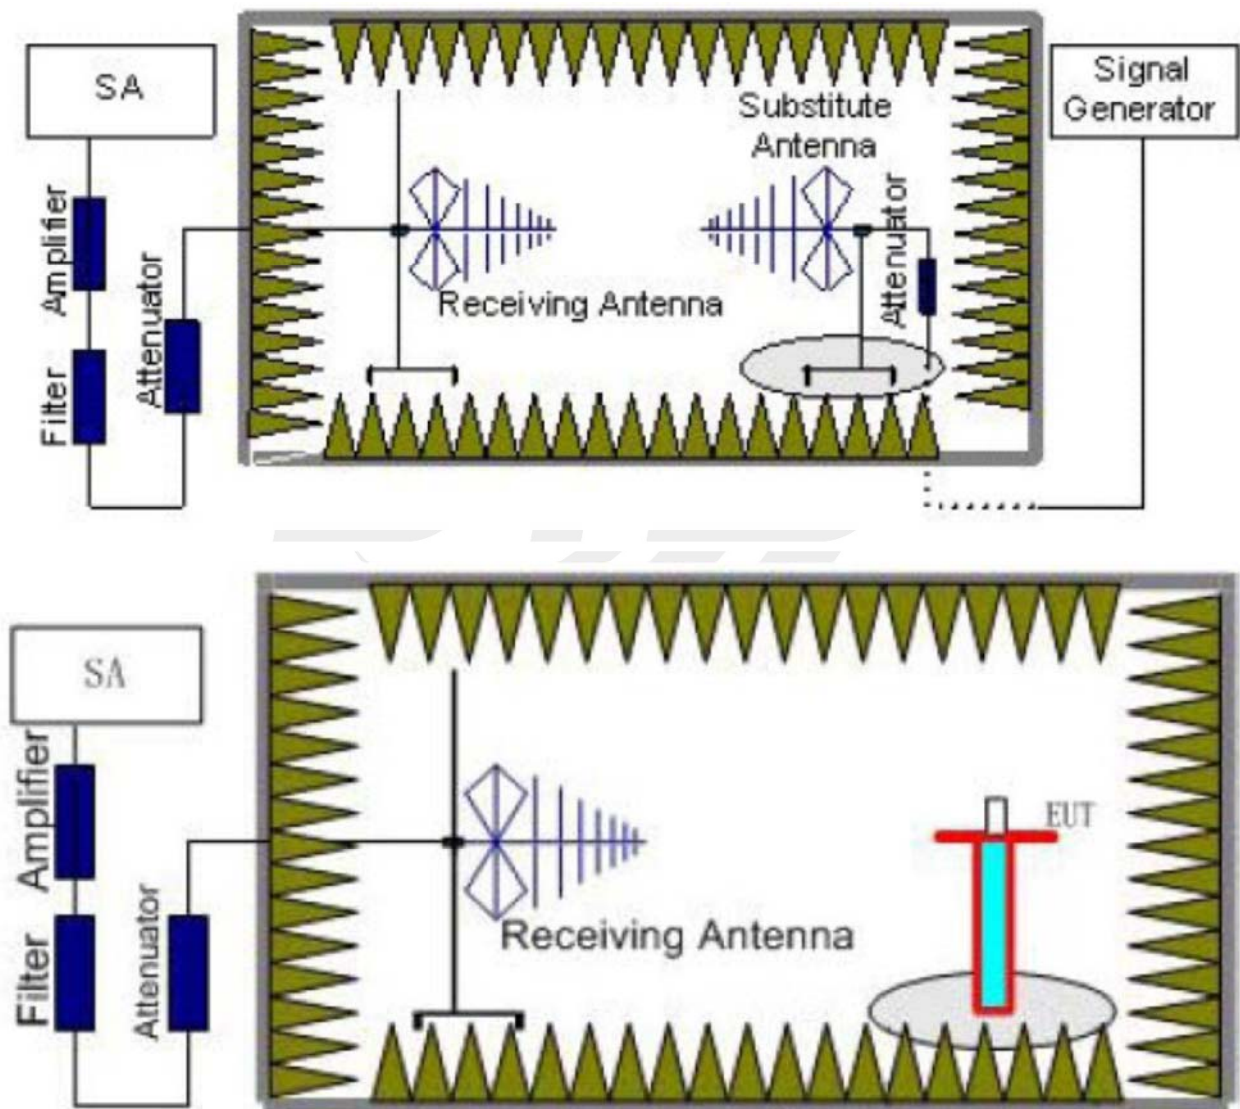 SA
Signal
Generator
Substitute
Antenna
Amplifier
Attenuator
Attenuator
Receiving Antenna
Filter
SA
Amplifier
EUT
Receiving Antenna
Attenuator
Filter